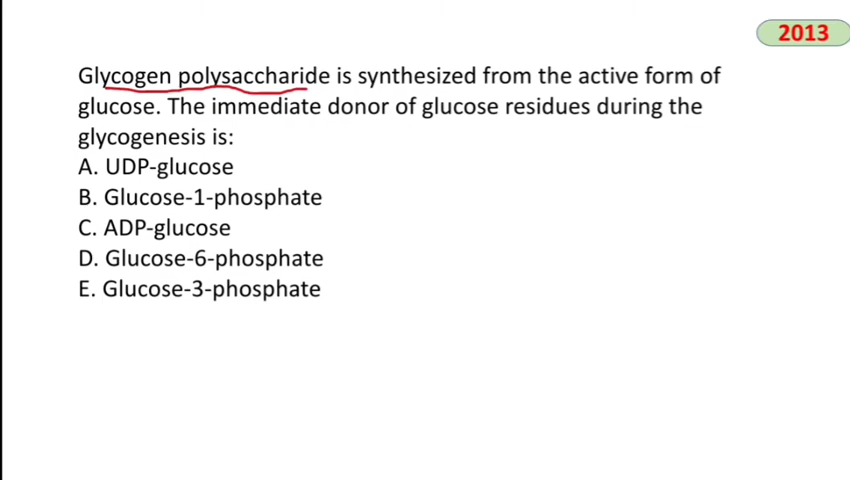 2013
Glycogen polysaccharide is synthesized from the active form of
glucose. The immediate donor of glucose residues during the
glycogenesis is:
A. UDP-glucose
B. Glucose-1-phosphate
C. ADP-glucose
D. Glucose-6-phosphate
E. Glucose-3-phosphate